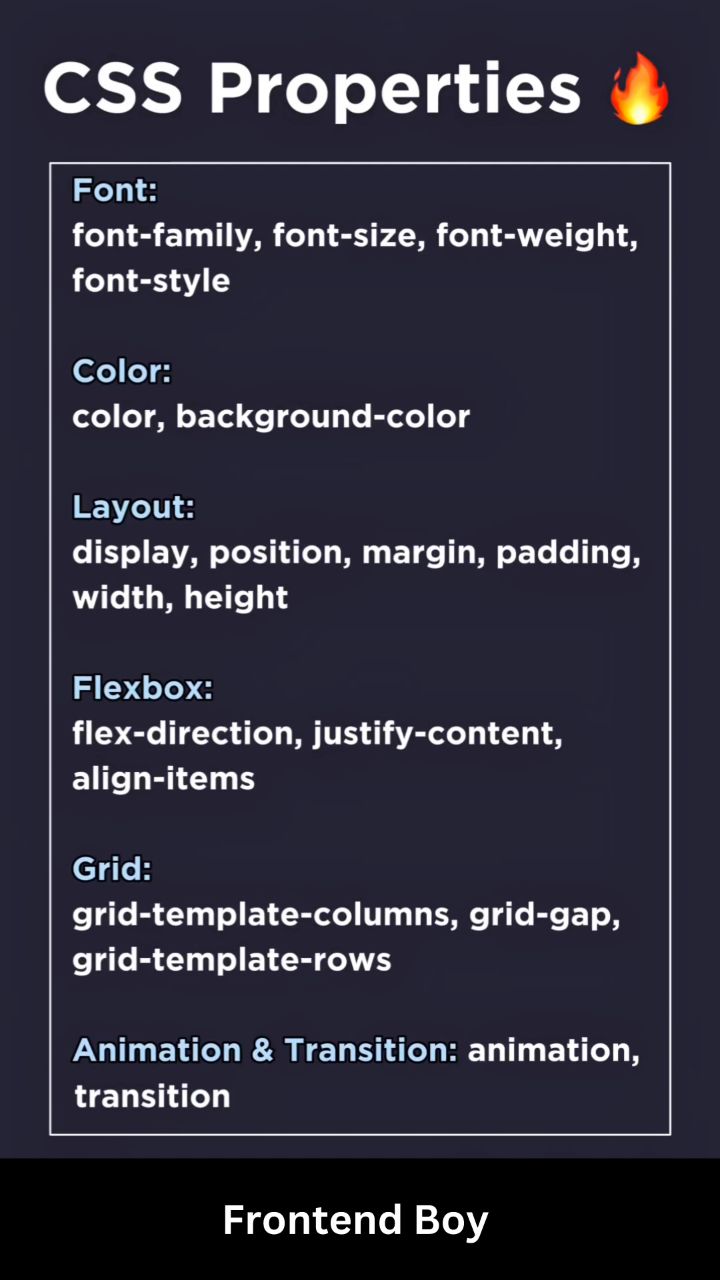 CSS Properties 🔥
Font:
font-family, font-size, font-weight,
font-style
Color:
color, background-color
Layout:
display, position, margin, padding,
width, height
Flexbox:
flex-direction, justify-content,
align-items
Grid:
grid-template-columns, grid-gap,
grid-template-rows
Animation & Transition: animation,
transition
Frontend Boy